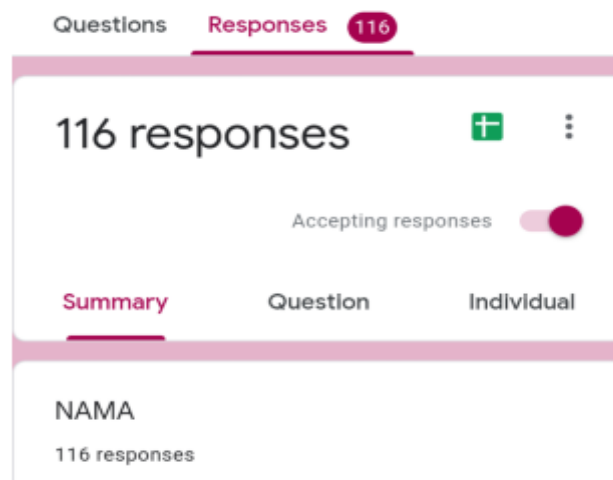 Questions Responses 116
116 responses
Accepting responses
Summary Question Individual
NAMA
116 responses